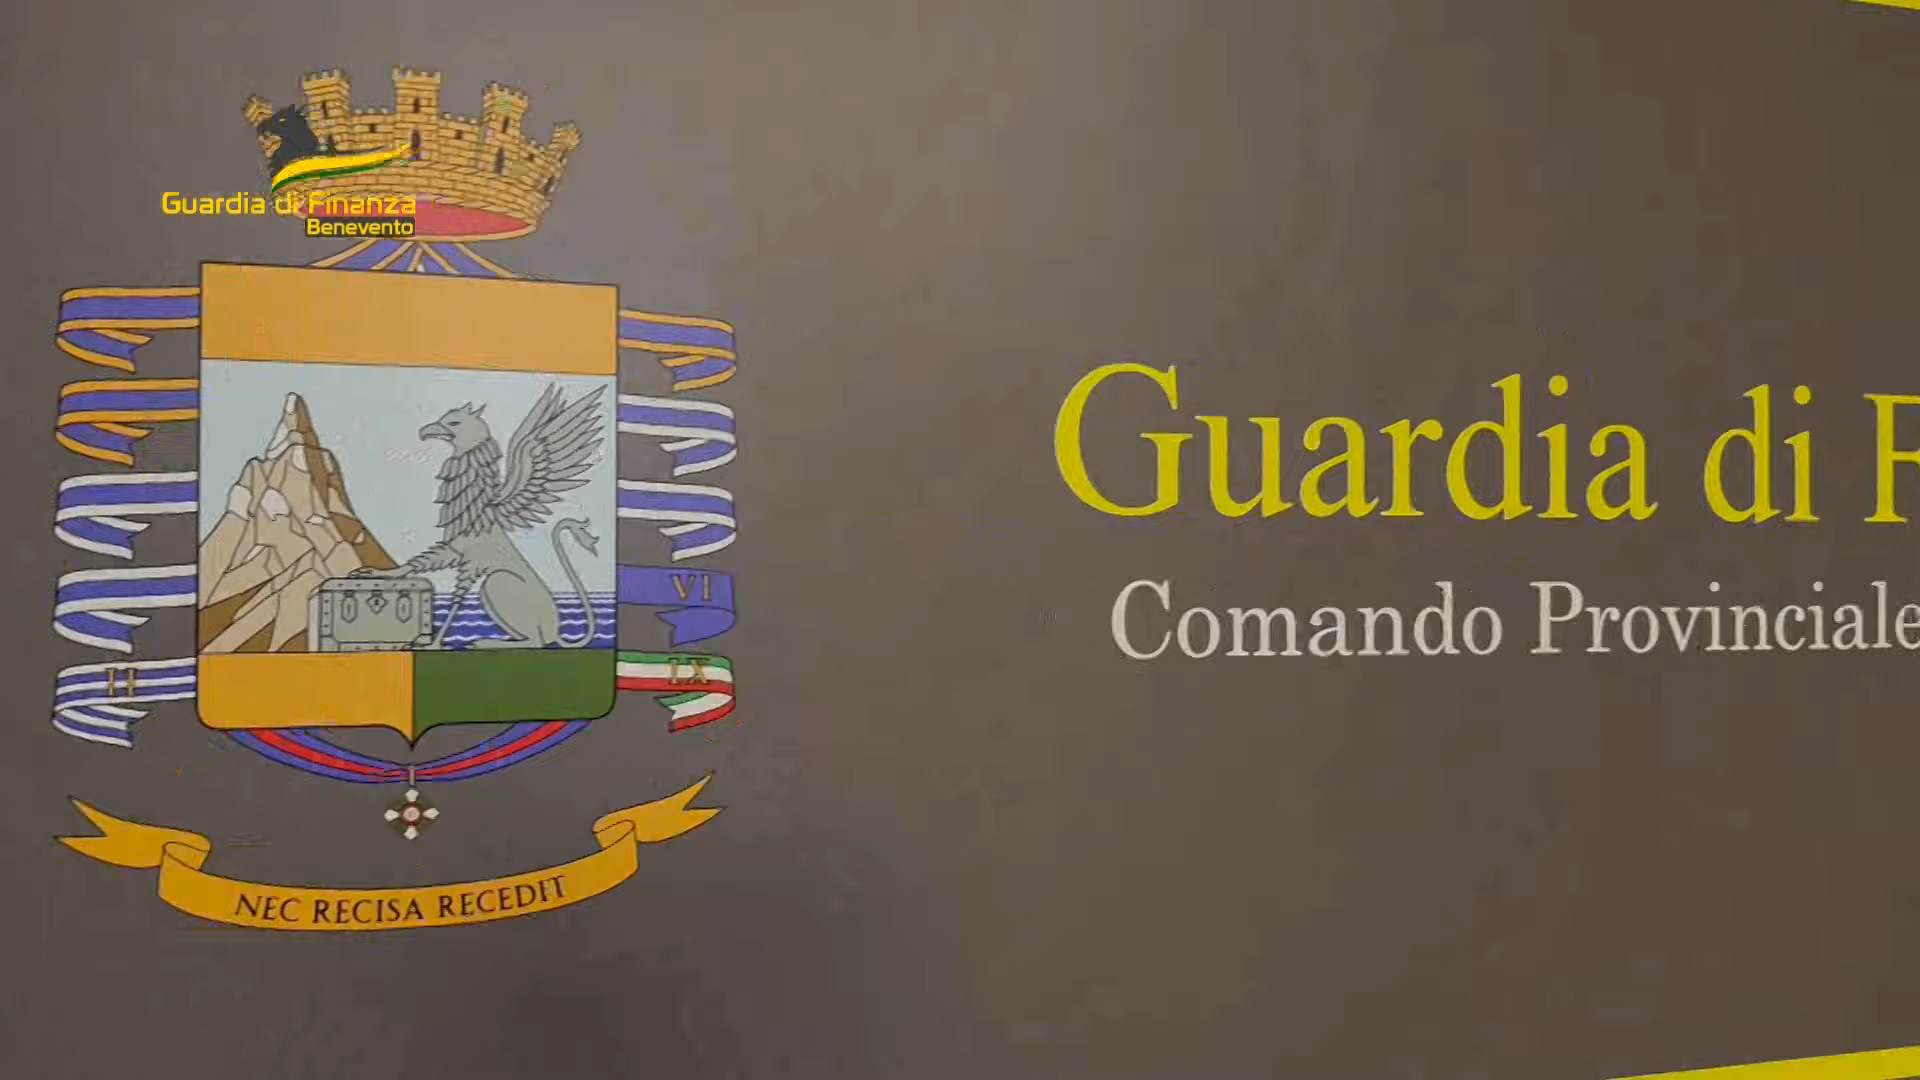 Guardia di Finanza
Benevento
Guardia di F
Comando Provinciale
VI
II
IX
NEC RECISA RECEDIT